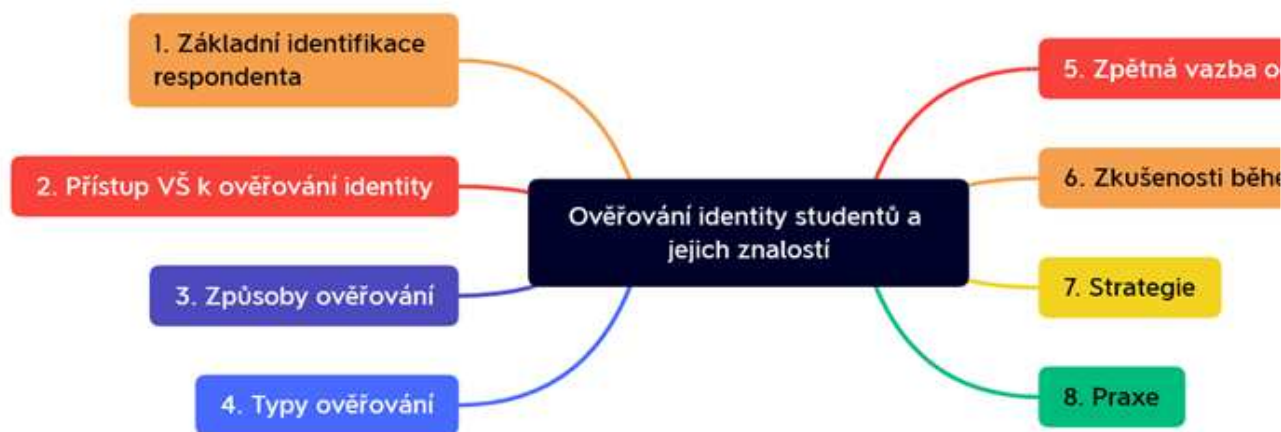 1. Základní identifikace
respondenta
2. Přístup VŠ k ověřování identity
3. Způsoby ověřování
4. Typy ověřování
Ověřování identity studentů a
jejich znalostí
5. Zpětná vazba
6. Zkušenosti
7. Strategie
8. Praxe